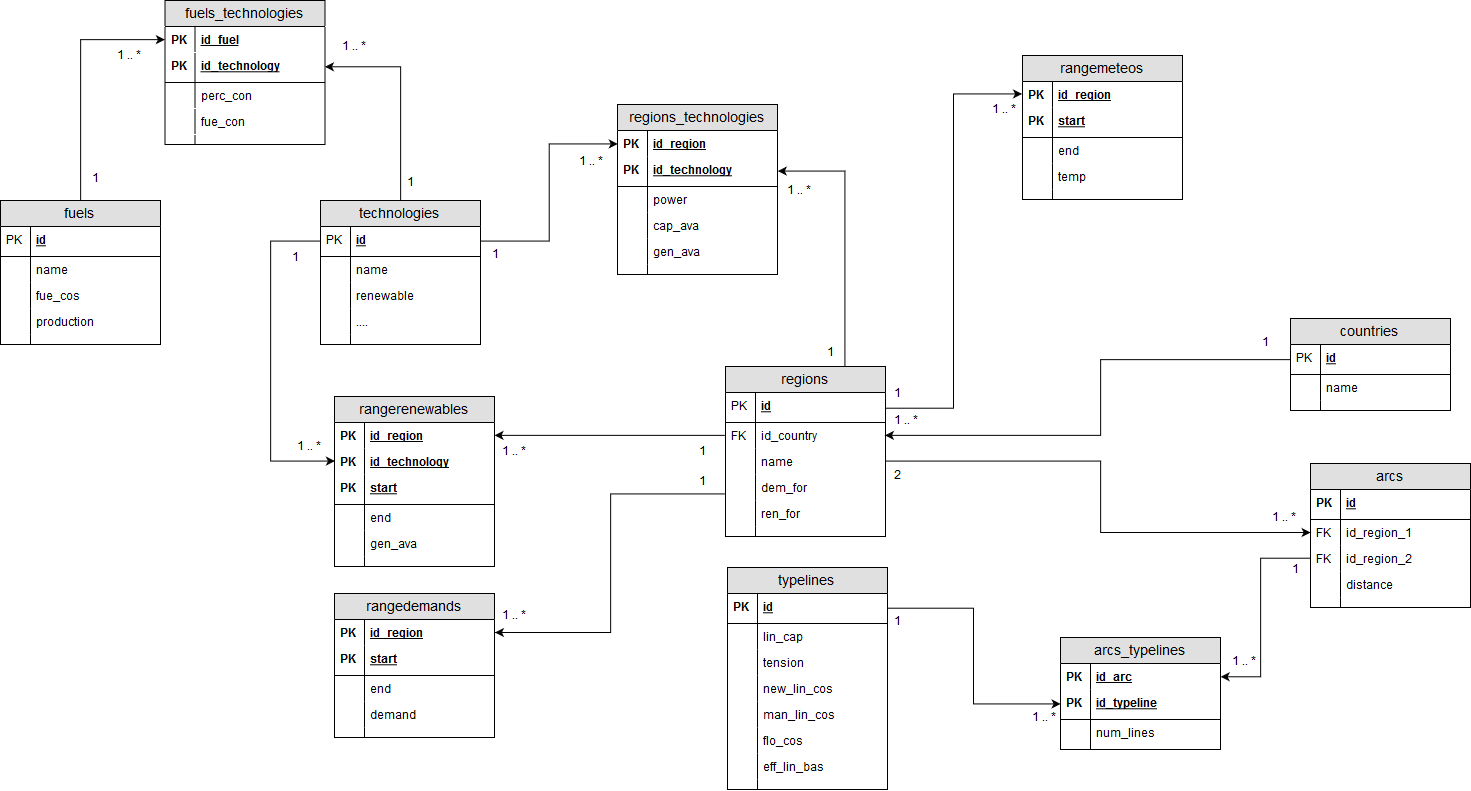 fuels_technologies
PK id_fuel
PK id_technology
perc_con
fue_con
1 .. *
1 .. *
1
1
fuels
PK id
name
fue_cos
production
technologies
PK id
name
renewable
....
1
1
regions_technologies
PK id_region
PK id_technology
power
cap_ava
gen_ava
1 .. *
1 .. *
1
rangemeteos
PK id_region
PK start
end
temp
1 .. *
countries
PK id
name
1
regions
PK id
FK id_country
name
dem_for
ren_for
1
1 .. *
2
1
1
rangerenewables
PK id_region
PK id_technology
PK start
end
gen_ava
1 .. *
1 .. *
rangedemands
PK id_region
PK start
end
demand
1 .. *
typelines
PK id
lin_cap
tension
new_lin_cos
man_lin_cos
flo_cos
eff_lin_bas
1
arcs
PK id
FK id_region_1
FK id_region_2
distance
1 .. *
1
arcs_typelines
PK id_arc
PK id_typeline
num_lines
1 .. *
1 .. *